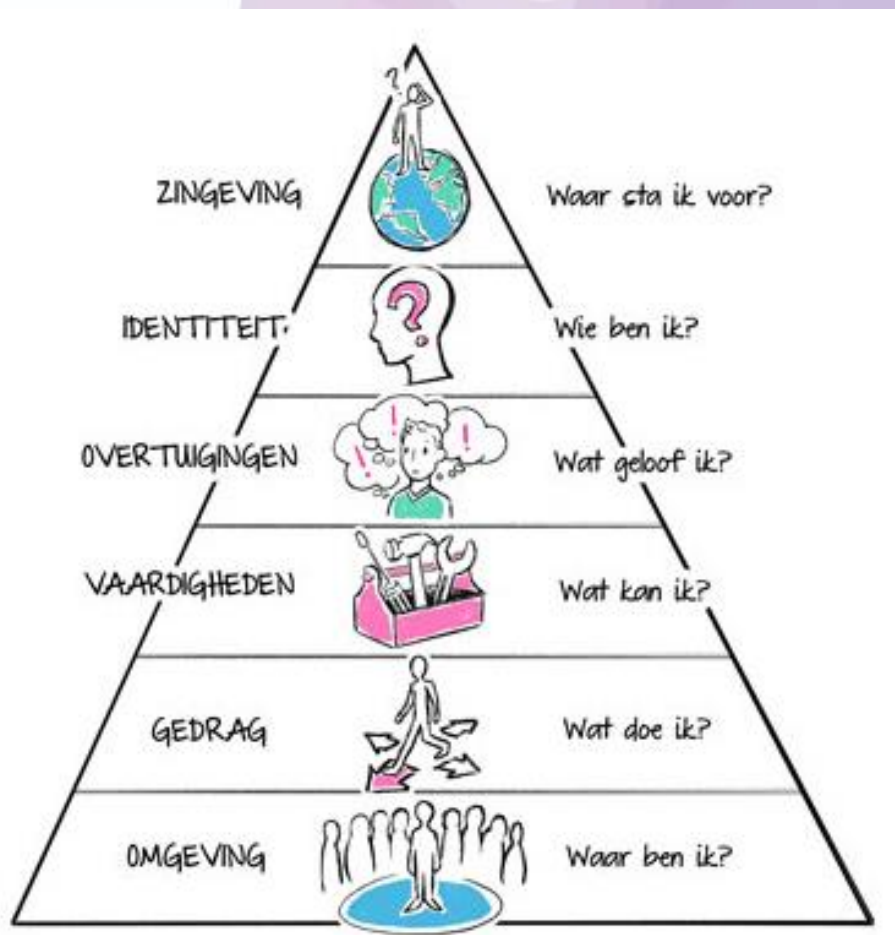 ZINGEVING Waar sta ik voor?
IDENTITEIT. Wie ben ik?
OVERTUIGINGEN Wat geloof ik?
VAARDIGHEDEN Wat kan ik?
GEDRAG Wat doe ik?
OMGEVING Waar ben ik?